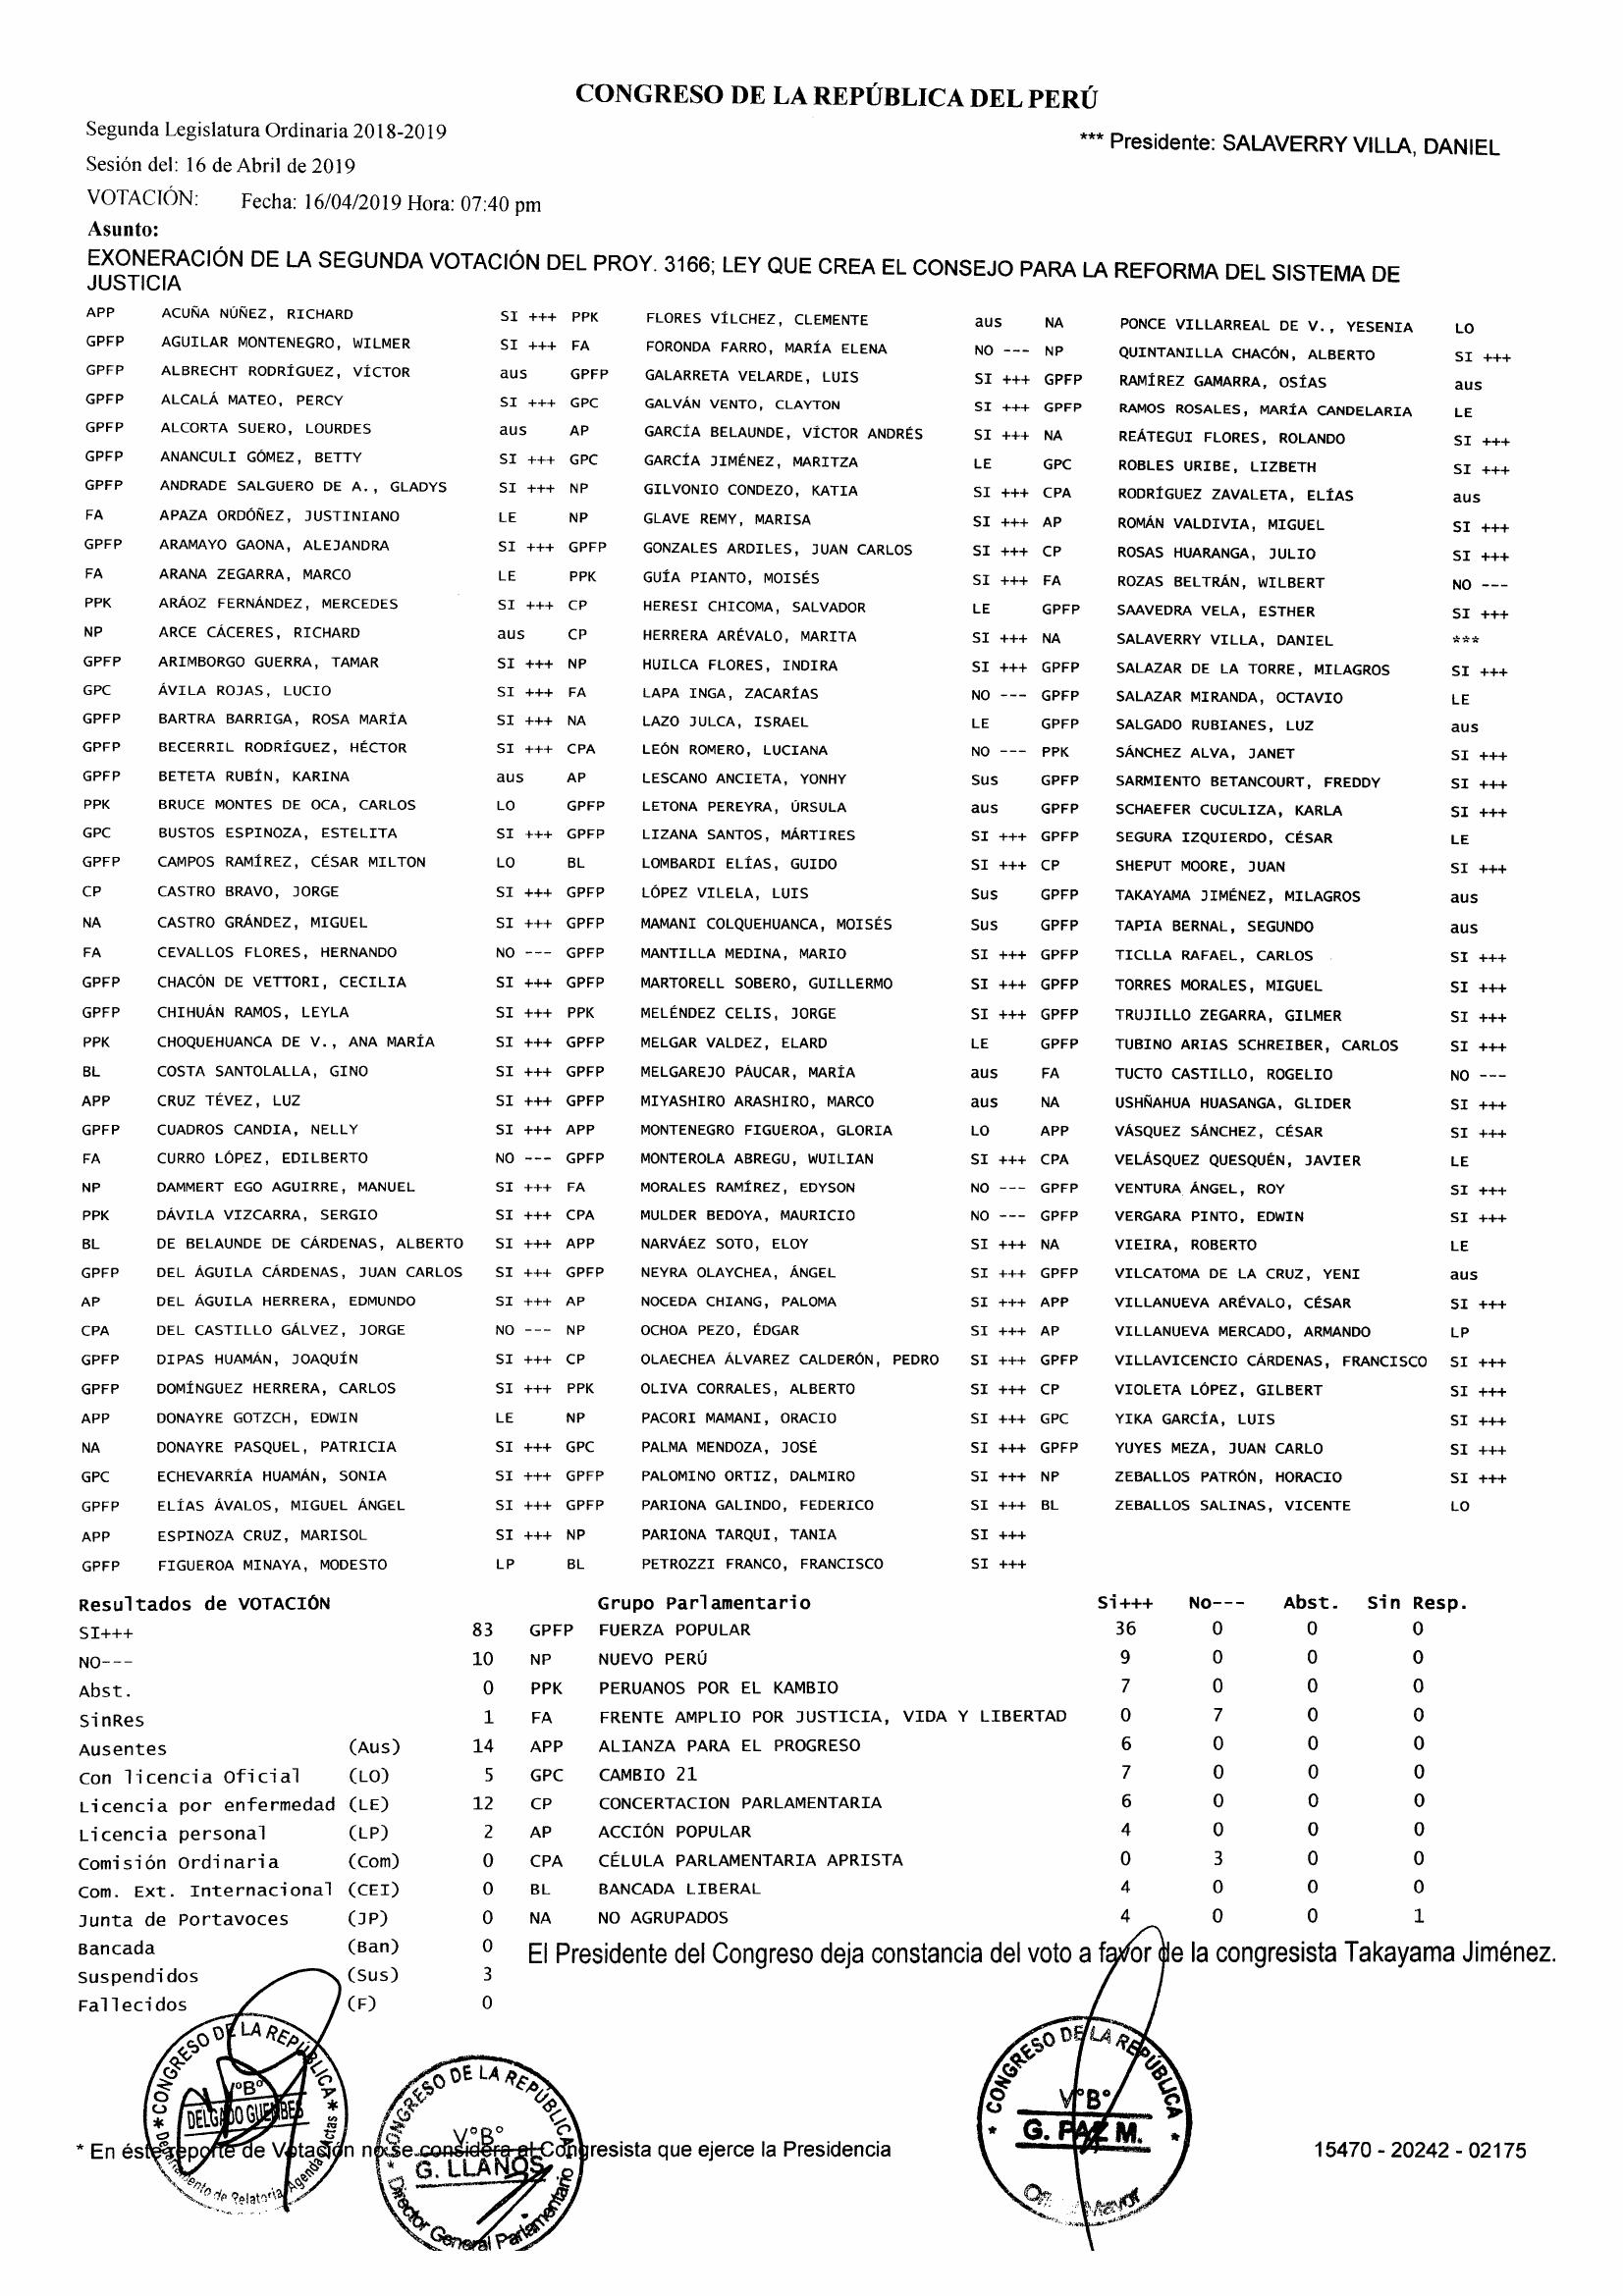 CONGRESO DE LA REPÚBLICA DEL PERÚ
Segunda Legislatura Ordinaria 2018-2019
*** Presidente: SALAVERRY VILLA, DANIEL
Sesión del: 16 de Abril de 2019
VOTACIÓN: Fecha: 16/04/2019 Hora: 07:40 pm
Asunto:
EXONERACIÓN DE LA SEGUNDA VOTACIÓN DEL PROY. 3166; LEY QUE CREA EL CONSEJO PARA LA REFORMA DEL SISTEMA DE
JUSTICIA
APP ACUÑA NÚÑEZ, RICHARD SI +++ PPK FLORES VÍLCHEZ, CLEMENTE aus NA PONCE VILLARREAL DE V., YESENIA LO
GPFP AGUILAR MONTENEGRO, WILMER SI +++ FA FORONDA FARRO, MARÍA ELENA NO --- NP QUINTANILLA CHACÓN, ALBERTO SI +++
GPFP ALBRECHT RODRÍGUEZ, VÍCTOR aus GPFP GALARRETA VELARDE, LUIS SI +++ GPFP RAMÍREZ GAMARRA, OSÍAS aus
GPFP ALCALÁ MATEO, PERCY SI +++ GPC GALVÁN VENTO, CLAYTON SI +++ GPFP RAMOS ROSALES, MARÍA CANDELARIA LE
GPFP ALCORTA SUERO, LOURDES aus AP GARCÍA BELAUNDE, VÍCTOR ANDRÉS SI +++ NA REÁTEGUI FLORES, ROLANDO SI +++
GPFP ANANCULI GÓMEZ, BETTY SI +++ GPC GARCÍA JIMÉNEZ, MARITZA LE GPC ROBLES URIBE, LIZBETH SI +++
GPFP ANDRADE SALGUERO DE A., GLADYS SI +++ NP GILVONIO CONDEZO, KATIA SI +++ CPA RODRÍGUEZ ZAVALETA, ELÍAS aus
FA APAZA ORDÓÑEZ, JUSTINIANO LE NP GLAVE REMY, MARISA SI +++ AP ROMÁN VALDIVIA, MIGUEL SI +++
GPFP ARAMAYO GAONA, ALEJANDRA SI +++ GPFP GONZALES ARDILES, JUAN CARLOS SI +++ CP ROSAS HUARANGA, JULIO SI +++
FA ARANA ZEGARRA, MARCO LE PPK GUÍA PIANTO, MOISÉS SI +++ FA ROZAS BELTRÁN, WILBERT NO ---
PPK ARÁOZ FERNÁNDEZ, MERCEDES SI +++ CP HERESI CHICOMA, SALVADOR LE GPFP SAAVEDRA VELA, ESTHER SI +++
NP ARCE CÁCERES, RICHARD aus CP HERRERA ARÉVALO, MARITA SI +++ NA SALAVERRY VILLA, DANIEL ***
GPFP ARIMBORGO GUERRA, TAMAR SI +++ NP HUILCA FLORES, INDIRA SI +++ GPFP SALAZAR DE LA TORRE, MILAGROS SI +++
GPC ÁVILA ROJAS, LUCIO SI +++ FA LAPA INGA, ZACARÍAS NO --- GPFP SALAZAR MIRANDA, OCTAVIO LE
GPFP BARTRA BARRIGA, ROSA MARÍA SI +++ NA LAZO JULCA, ISRAEL LE GPFP SALGADO RUBIANES, LUZ aus
GPFP BECERRIL RODRÍGUEZ, HÉCTOR SI +++ CPA LEÓN ROMERO, LUCIANA NO --- PPK SÁNCHEZ ALVA, JANET SI +++
GPFP BETETA RUBÍN, KARINA aus AP LESCANO ANCIETA, YONHY Sus GPFP SARMIENTO BETANCOURT, FREDDY SI +++
PPK BRUCE MONTES DE OCA, CARLOS LO GPFP LETONA PEREYRA, ÚRSULA aus GPFP SCHAEFER CUCULIZA, KARLA SI +++
GPC BUSTOS ESPINOZA, ESTELITA SI +++ GPFP LIZANA SANTOS, MÁRTIRES SI +++ GPFP SEGURA IZQUIERDO, CÉSAR LE
GPFP CAMPOS RAMÍREZ, CÉSAR MILTON LO BL LOMBARDI ELÍAS, GUIDO SI +++ CP SHEPUT MOORE, JUAN SI +++
CP CASTRO BRAVO, JORGE SI +++ GPFP LÓPEZ VILELA, LUIS Sus GPFP TAKAYAMA JIMÉNEZ, MILAGROS aus
NA CASTRO GRÁNDEZ, MIGUEL SI +++ GPFP MAMANI COLQUEHUANCA, MOISÉS Sus GPFP TAPIA BERNAL, SEGUNDO aus
FA CEVALLOS FLORES, HERNANDO NO --- GPFP MANTILLA MEDINA, MARIO SI +++ GPFP TICLLA RAFAEL, CARLOS SI +++
GPFP CHACÓN DE VETTORI, CECILIA SI +++ GPFP MARTORELL SOBERO, GUILLERMO SI +++ GPFP TORRES MORALES, MIGUEL SI +++
GPFP CHIHUÁN RAMOS, LEYLA SI +++ PPK MELÉNDEZ CELIS, JORGE SI +++ GPFP TRUJILLO ZEGARRA, GILMER SI +++
PPK CHOQUEHUANCA DE V., ANA MARÍA SI +++ GPFP MELGAR VALDEZ, ELARD LE GPFP TUBINO ARIAS SCHREIBER, CARLOS SI +++
BL COSTA SANTOLALLA, GINO SI +++ GPFP MELGAREJO PÁUCAR, MARÍA aus FA TUCTO CASTILLO, ROGELIO NO ---
APP CRUZ TÉVEZ, LUZ SI +++ GPFP MIYASHIRO ARASHIRO, MARCO aus NA USHÑAHUA HUASANGA, GLIDER SI +++
GPFP CUADROS CANDIA, NELLY SI +++ APP MONTENEGRO FIGUEROA, GLORIA LO APP VÁSQUEZ SÁNCHEZ, CÉSAR SI +++
FA CURRO LÓPEZ, EDILBERTO NO --- GPFP MONTEROLA ABREGU, WUILIAN SI +++ CPA VELÁSQUEZ QUESQUÉN, JAVIER LE
NP DAMMERT EGO AGUIRRE, MANUEL SI +++ FA MORALES RAMÍREZ, EDYSON NO --- GPFP VENTURA ÁNGEL, ROY SI +++
PPK DÁVILA VIZCARRA, SERGIO SI +++ CPA MULDER BEDOYA, MAURICIO NO --- GPFP VERGARA PINTO, EDWIN SI +++
BL DE BELAUNDE DE CÁRDENAS, ALBERTO SI +++ APP NARVÁEZ SOTO, ELOY SI +++ NA VIEIRA, ROBERTO LE
GPFP DEL ÁGUILA CÁRDENAS, JUAN CARLOS SI +++ GPFP NEYRA OLAYCHEA, ÁNGEL SI +++ GPFP VILCATOMA DE LA CRUZ, YENI aus
AP DEL ÁGUILA HERRERA, EDMUNDO SI +++ AP NOCEDA CHIANG, PALOMA SI +++ APP VILLANUEVA ARÉVALO, CÉSAR SI +++
CPA DEL CASTILLO GÁLVEZ, JORGE NO --- NP OCHOA PEZO, ÉDGAR SI +++ AP VILLANUEVA MERCADO, ARMANDO LP
GPFP DIPAS HUAMÁN, JOAQUÍN SI +++ CP OLAECHEA ÁLVAREZ CALDERÓN, PEDRO SI +++ GPFP VILLAVICENCIO CÁRDENAS, FRANCISCO SI +++
GPFP DOMÍNGUEZ HERRERA, CARLOS SI +++ PPK OLIVA CORRALES, ALBERTO SI +++ CP VIOLETA LÓPEZ, GILBERT SI +++
APP DONAYRE GOTZCH, EDWIN LE NP PACORI MAMANI, ORACIO SI +++ GPC YIKA GARCÍA, LUIS SI +++
NA DONAYRE PASQUEL, PATRICIA SI +++ GPC PALMA MENDOZA, JOSÉ SI +++ GPFP YUYES MEZA, JUAN CARLO SI +++
GPC ECHEVARRÍA HUAMÁN, SONIA SI +++ GPFP PALOMINO ORTIZ, DALMIRO SI +++ NP ZEBALLOS PATRÓN, HORACIO SI +++
GPFP ELÍAS ÁVALOS, MIGUEL ÁNGEL SI +++ GPFP PARIONA GALINDO, FEDERICO SI +++ BL ZEBALLOS SALINAS, VICENTE LO
APP ESPINOZA CRUZ, MARISOL SI +++ NP PARIONA TARQUI, TANIA SI +++
GPFP FIGUEROA MINAYA, MODESTO LP BL PETROZZI FRANCO, FRANCISCO SI +++
Resultados de VOTACIÓN Grupo Parlamentario Si+++ No--- Abst. Sin Resp.
SI+++ 83 GPFP FUERZA POPULAR 36 0 0 0
NO--- 10 NP NUEVO PERÚ 9 0 0 0
Abst. 0 PPK PERUANOS POR EL KAMBIO 7 0 0 0
SinRes 1 FA FRENTE AMPLIO POR JUSTICIA, VIDA Y LIBERTAD 0 7 0 0
Ausentes (Aus) 14 APP ALIANZA PARA EL PROGRESO 6 0 0 0
Con licencia Oficial (LO) 5 GPC CAMBIO 21 7 0 0 0
Licencia por enfermedad (LE) 12 CP CONCERTACION PARLAMENTARIA 6 0 0 0
Licencia personal (LP) 2 AP ACCIÓN POPULAR 4 0 0 0
Comisión Ordinaria (Com) 0 CPA CÉLULA PARLAMENTARIA APRISTA 0 3 0 0
Com. Ext. Internacional (CEI) 0 BL BANCADA LIBERAL 4 0 0 0
Junta de Portavoces (JP) 0 NA NO AGRUPADOS 4 0 0 1
Bancada (Ban) 0 El Presidente del Congreso deja constancia del voto a favor de la congresista Takayama Jiménez.
Suspendidos (Sus) 3
Fallecidos (F) 0
* CONGRESO DE LA REPÚBLICA *
V°B°
DELGADO GUEMBES
Departamento de Relatoría, Agenda Actas
* CONGRESO DE LA REPÚBLICA *
V°B°
G. LLANOS
Director General Parlamentario
* CONGRESO DE LA REPÚBLICA *
V°B°
G. PAZ M.
Mayor
* En éste reporte de Votación no se considera al Congresista que ejerce la Presidencia
15470 - 20242 - 02175